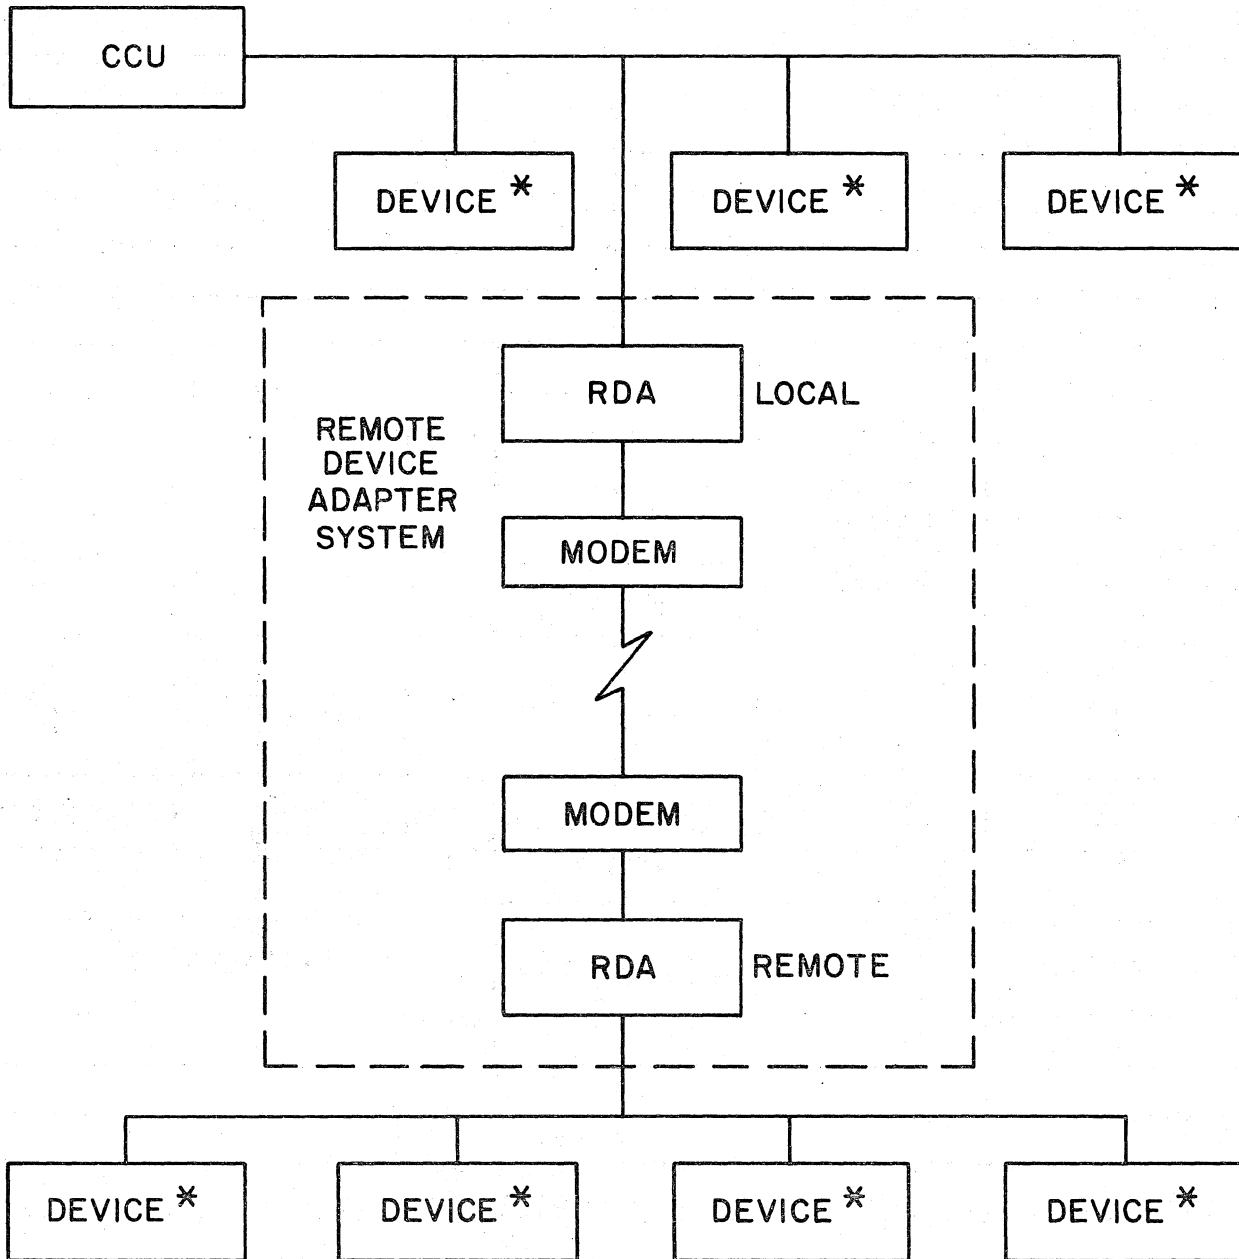 CCU
DEVICE * DEVICE * DEVICE *
RDA LOCAL
REMOTE
DEVICE
ADAPTER
SYSTEM
MODEM
MODEM
RDA REMOTE
DEVICE * DEVICE * DEVICE * DEVICE *